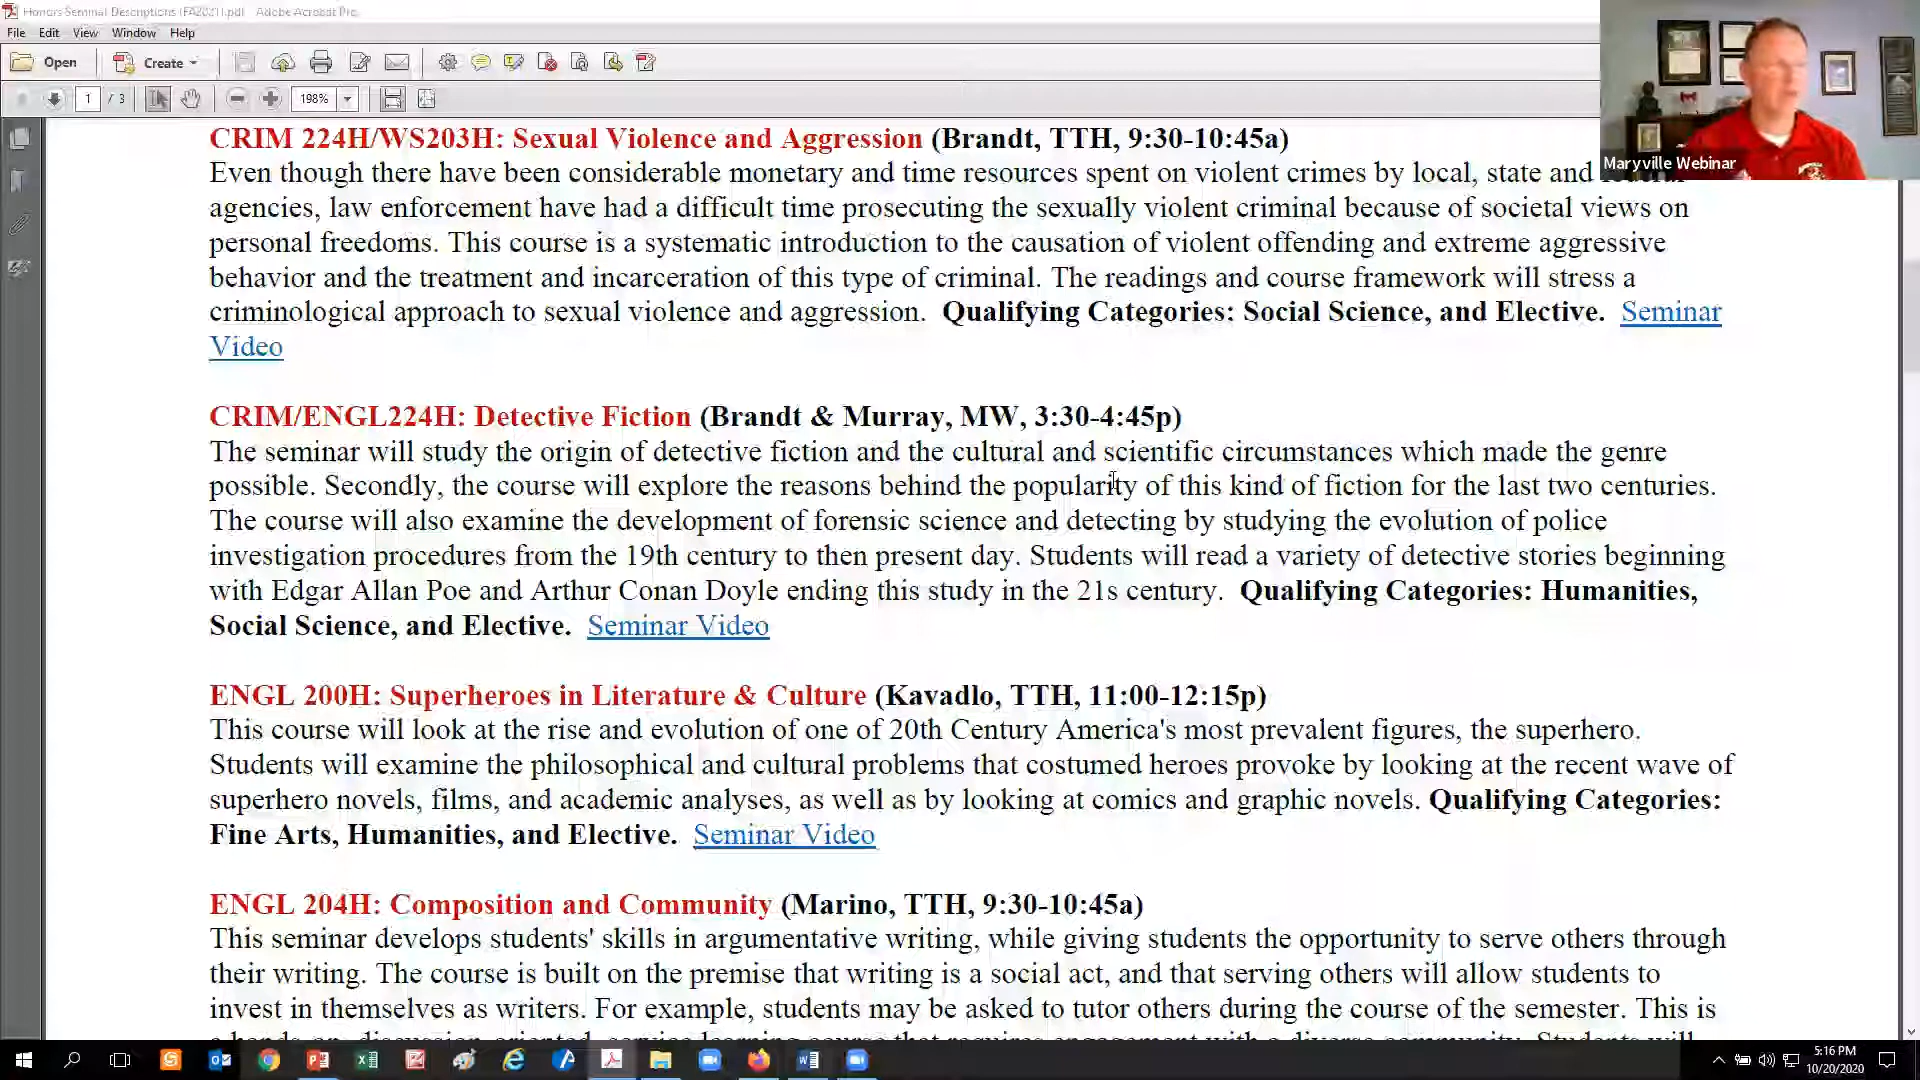 Honors Seminar Descriptions (FA2021).pdf - Adobe Acrobat Pro
File Edit View Window Help
Open Create
1 / 3 198%
Maryville Webinar
CRIM 224H/WS203H: Sexual Violence and Aggression (Brandt, TTH, 9:30-10:45a)
Even though there have been considerable monetary and time resources spent on violent crimes by local, state and federal
agencies, law enforcement have had a difficult time prosecuting the sexually violent criminal because of societal views on
personal freedoms. This course is a systematic introduction to the causation of violent offending and extreme aggressive
behavior and the treatment and incarceration of this type of criminal. The readings and course framework will stress a
criminological approach to sexual violence and aggression. Qualifying Categories: Social Science, and Elective. Seminar
Video
CRIM/ENGL224H: Detective Fiction (Brandt & Murray, MW, 3:30-4:45p)
The seminar will study the origin of detective fiction and the cultural and scientific circumstances which made the genre
possible. Secondly, the course will explore the reasons behind the popularity of this kind of fiction for the last two centuries.
The course will also examine the development of forensic science and detecting by studying the evolution of police
investigation procedures from the 19th century to then present day. Students will read a variety of detective stories beginning
with Edgar Allan Poe and Arthur Conan Doyle ending this study in the 21s century. Qualifying Categories: Humanities,
Social Science, and Elective. Seminar Video
ENGL 200H: Superheroes in Literature & Culture (Kavadlo, TTH, 11:00-12:15p)
This course will look at the rise and evolution of one of 20th Century America's most prevalent figures, the superhero.
Students will examine the philosophical and cultural problems that costumed heroes provoke by looking at the recent wave of
superhero novels, films, and academic analyses, as well as by looking at comics and graphic novels. Qualifying Categories:
Fine Arts, Humanities, and Elective. Seminar Video
ENGL 204H: Composition and Community (Marino, TTH, 9:30-10:45a)
This seminar develops students' skills in argumentative writing, while giving students the opportunity to serve others through
their writing. The course is built on the premise that writing is a social act, and that serving others will allow students to
invest in themselves as writers. For example, students may be asked to tutor others during the course of the semester. This is
a hands-on, discussion-oriented, service learning course that requires engagement with a diverse community. Students will
5:16 PM
10/20/2020